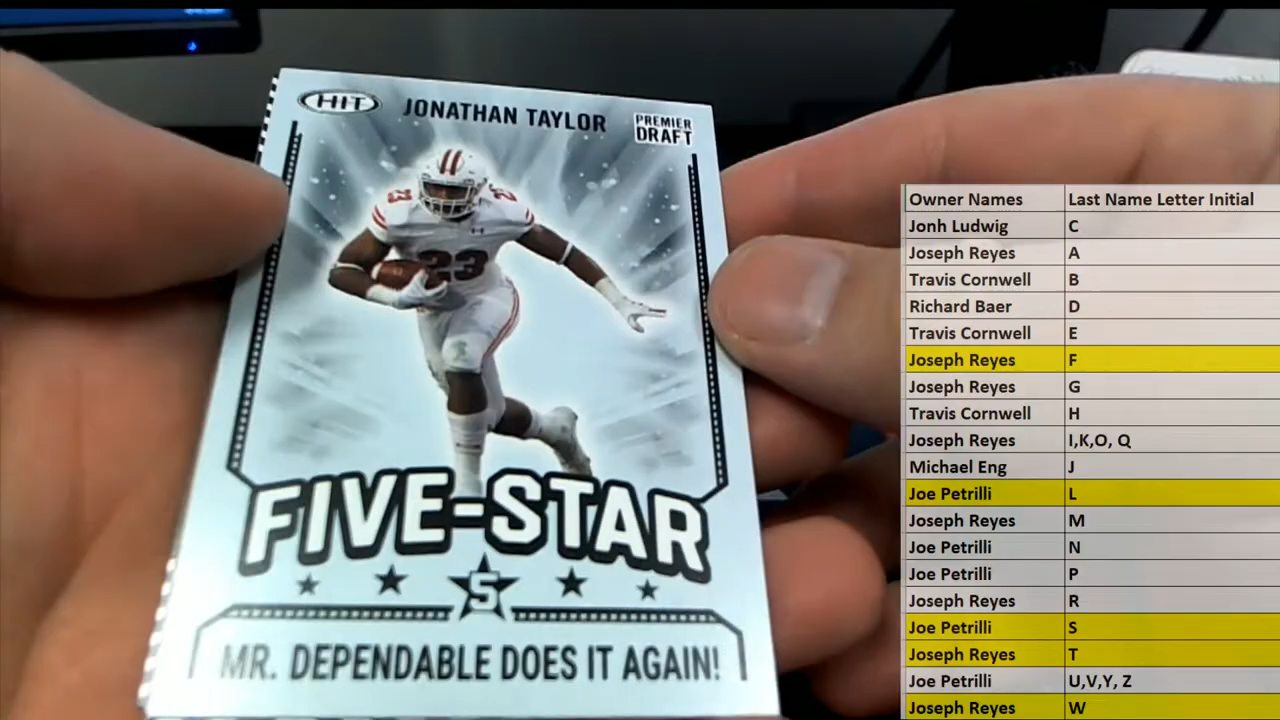 HIT JONATHAN TAYLOR PREMIER DRAFT
23 23
23
FIVE-STAR
5
MR. DEPENDABLE DOES IT AGAIN!
Owner Names Last Name Letter Initial
Jonh Ludwig C
Joseph Reyes A
Travis Cornwell B
Richard Baer D
Travis Cornwell E
Joseph Reyes F
Joseph Reyes G
Travis Cornwell H
Joseph Reyes I,K,O, Q
Michael Eng J
Joe Petrilli L
Joseph Reyes M
Joe Petrilli N
Joe Petrilli P
Joseph Reyes R
Joe Petrilli S
Joseph Reyes T
Joe Petrilli U,V,Y, Z
Joseph Reyes W